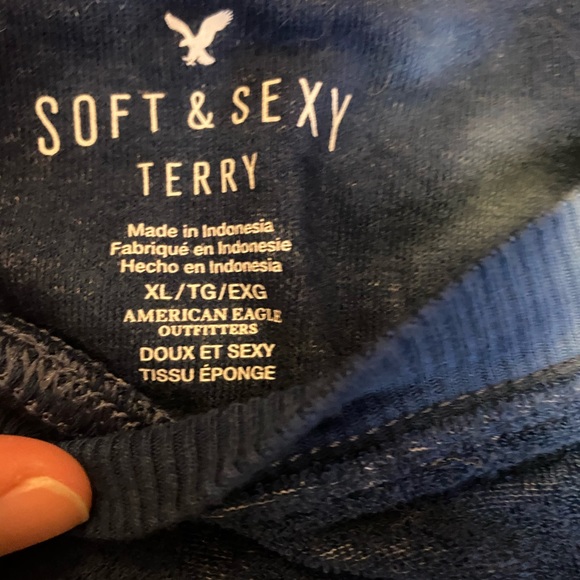 SOFT & SEXY
TERRY
Made in Indonesia
Fabriqué en Indonesie
Hecho en Indonesia
XL/TG/EXG
AMERICAN EAGLE
OUTFITTERS
DOUX ET SEXY
TISSU ÉPONGE